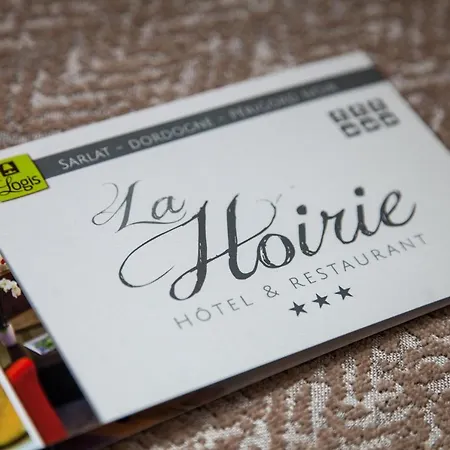 Logis
SARLAT - DORDOGNE - PÉRIGORD NOIR
La
Hoirie
HÔTEL & RESTAURANT